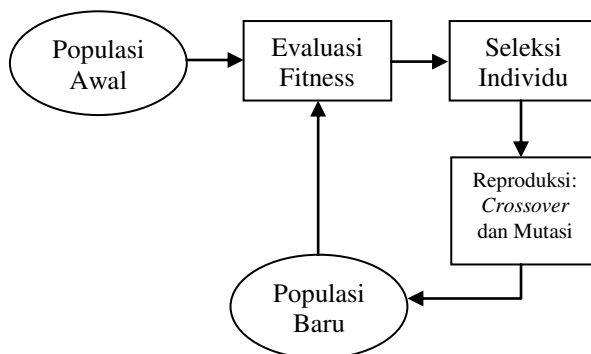 Populasi
Awal
Evaluasi
Fitness
Seleksi
Individu
Reproduksi:
Crossover
dan Mutasi
Populasi
Baru